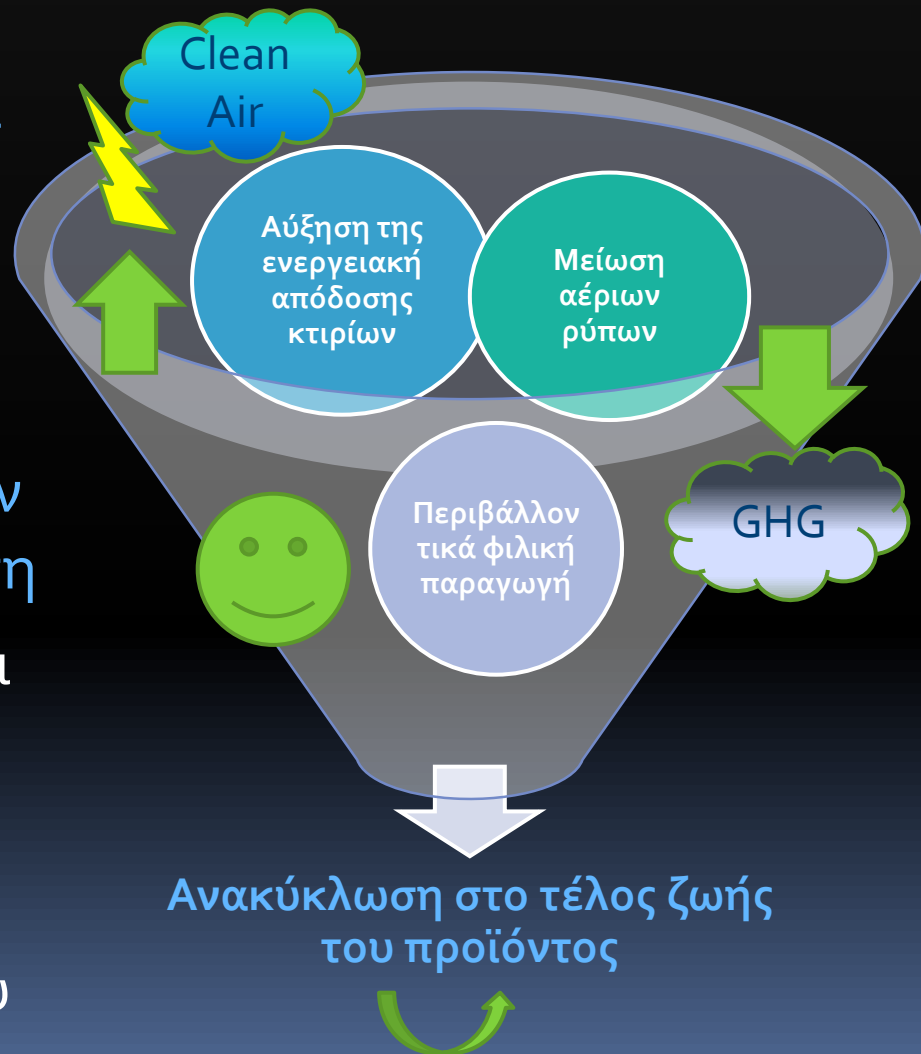 Clean
Air
Αύξηση της
ενεργειακή
απόδοσης
κτιρίων
Μείωση
αέριων
ρύπων
Περιβάλλον
τικά φιλική
παραγωγή
GHG
Ανακύκλωση στο τέλος ζωής
του προϊόντος